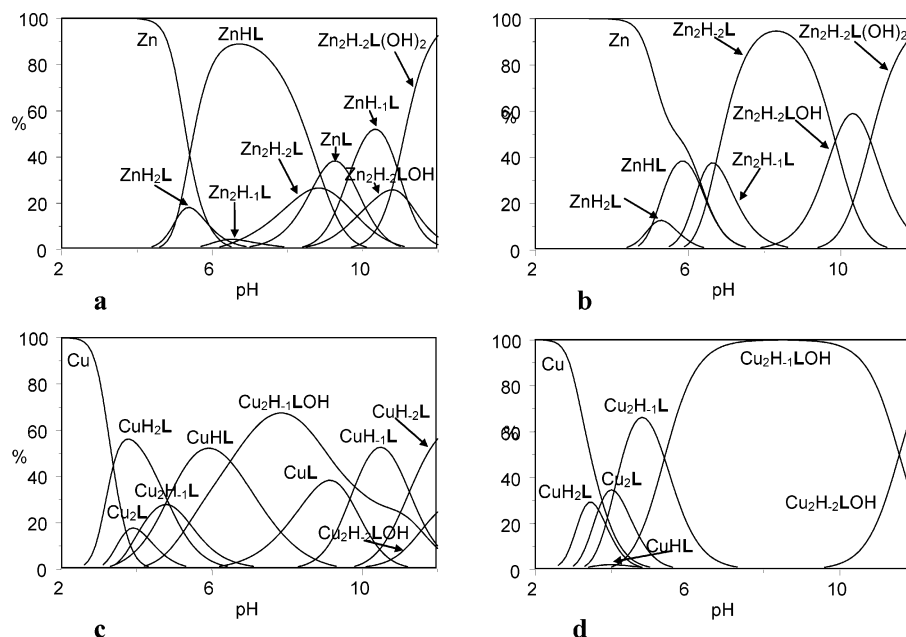 100
Zn
ZnHL
Zn₂H₋₂L(OH)₂
80
60
ZnH₋₁L
%
Zn₂H₋₂L
ZnL
40
ZnH₂L
Zn₂H₋₁L
Zn₂H₋₂LOH
20
0
2
6
10
pH
a
100
Zn
Zn₂H₋₂L
Zn₂H₋₂L(OH)₂
80
60
%
Zn₂H₋₂LOH
40
ZnHL
Zn₂H₋₁L
20
ZnH₂L
0
2
6
10
pH
b
100
Cu
80
Cu₂H₋₁LOH
CuH₋₂L
60
CuH₂L
CuHL
CuH₋₁L
%
40
Cu₂H₋₁L
CuL
Cu₂L
20
Cu₂H₋₂LOH
0
2
6
10
pH
c
100
Cu
Cu₂H₋₁LOH
80
Cu₂H₋₁L
60
%
40
Cu₂L
CuH₂L
Cu₂H₋₂LOH
20
CuHL
0
2
6
10
pH
d